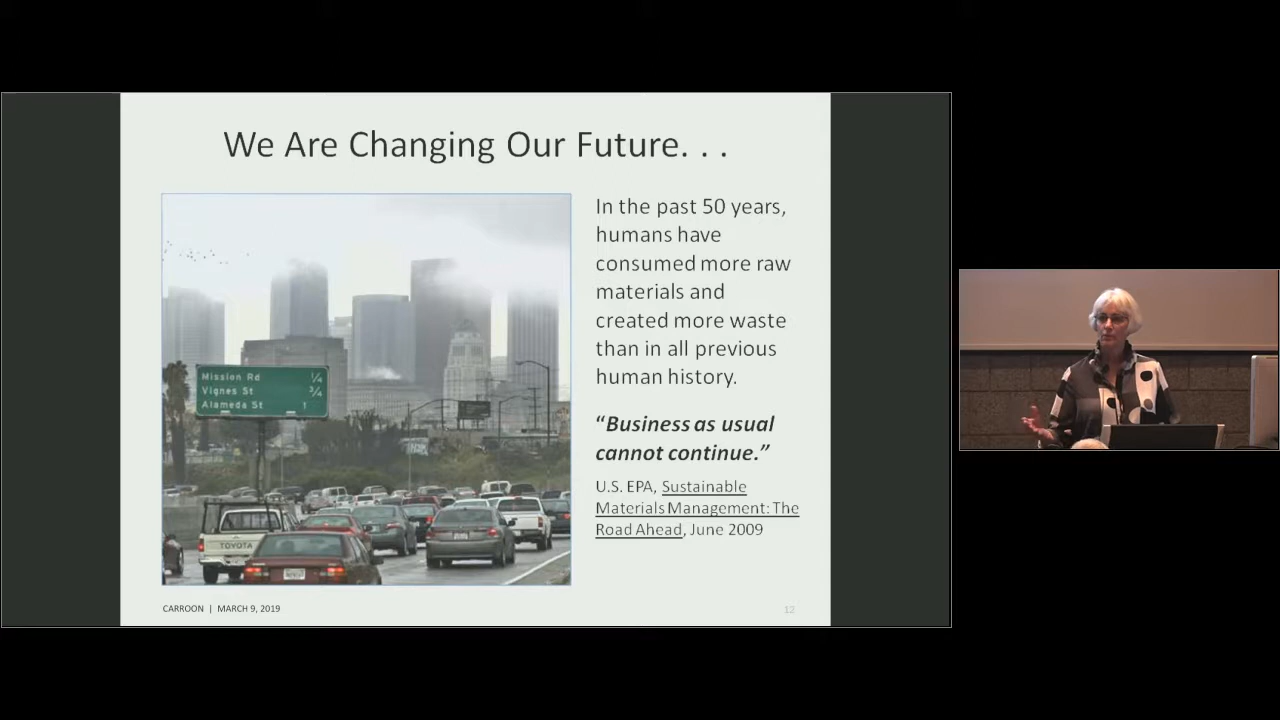 We Are Changing Our Future. . .
In the past 50 years,
humans have
consumed more raw
materials and
created more waste
than in all previous
human history.
“Business as usual
cannot continue.”
U.S. EPA, Sustainable
Materials Management: The
Road Ahead, June 2009
Mission Rd 1/4
Vignes St 3/4
Alameda St 1
TOYOTA
CARROON | MARCH 9, 2019
12